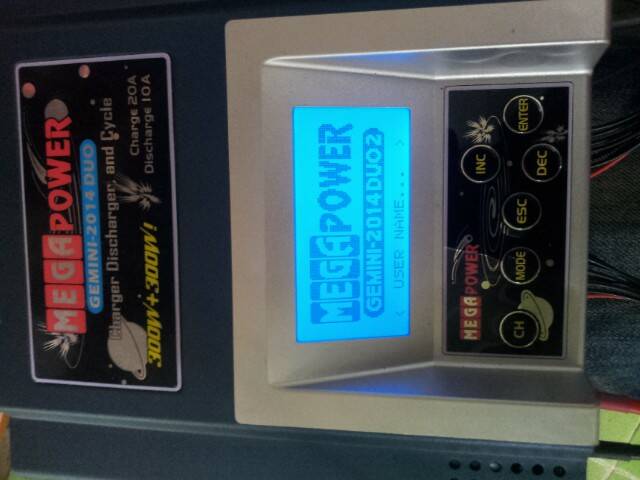 MEGA POWER
GEMINI-2014 DUO
Charger Discharger, and Cycle
Charge 20A
Discharge 10A
300W+300W!
MEGA POWER
GEMINI-2014DUO2
< USER NAME... >
MEGA POWER
CH
MODE
ESC
INC
DEC
ENTER